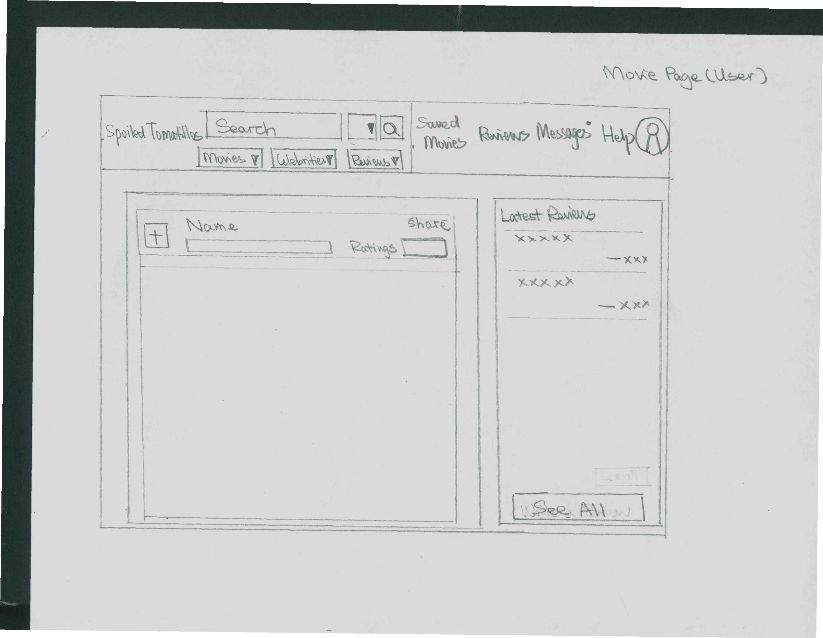 Movie Page (User)
Spoiled Tomatillos
Search
Saved
Movies
Reviews
Messages
Help
Movies
Webrities
Reviews
Name
Share
Ratings
Latest Reviews
xxxxx
—xxx
xxxxx
—xxx
See All